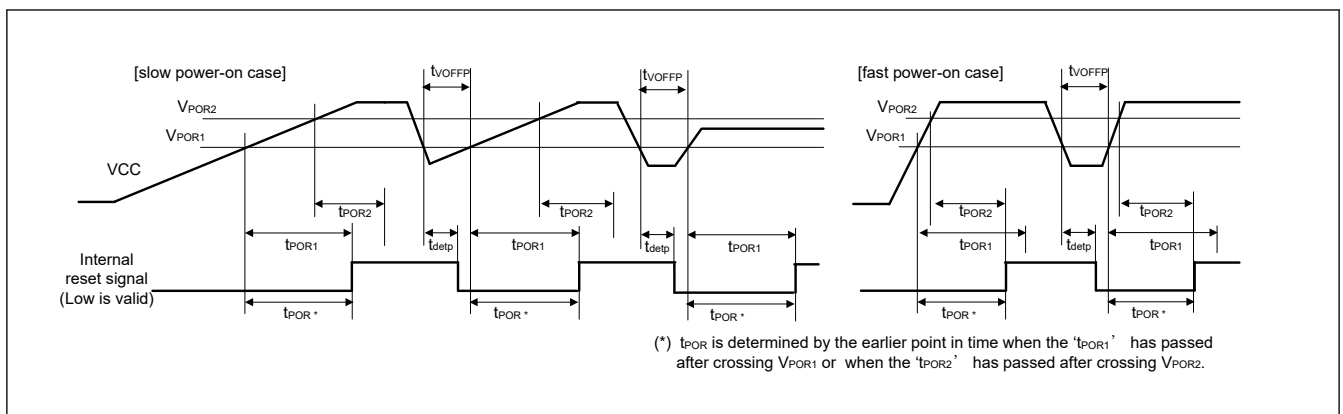 [slow power-on case]
tVOFFP
tVOFFP
[fast power-on case]
tVOFFP
VPOR2
VPOR2
VPOR1
VPOR1
VCC
tPOR2
tPOR2
tPOR2
tPOR2
tPOR1
tdetp
tPOR1
tdetp
tPOR1
tPOR1
tdetp
tPOR1
Internal
reset signal
(Low is valid)
tPOR *
tPOR *
tPOR *
tPOR *
tPOR *
(*) tPOR is determined by the earlier point in time when the ‘tPOR1’ has passed
after crossing VPOR1 or when the ‘tPOR2’ has passed after crossing VPOR2.